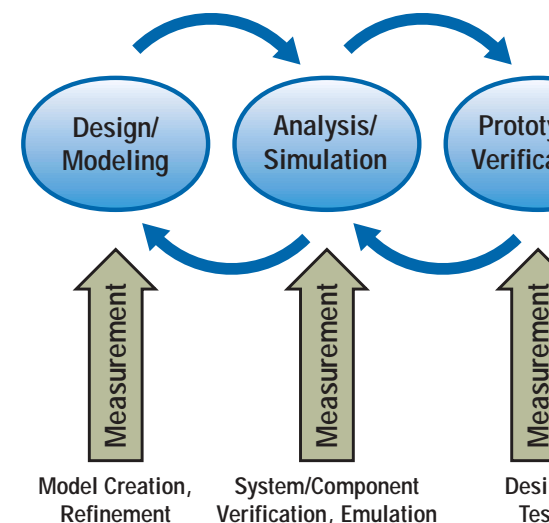 Design/
Modeling
Analysis/
Simulation
Measurement
Measurement
Measurement
Model Creation,
Refinement
System/Component
Verification, Emulation